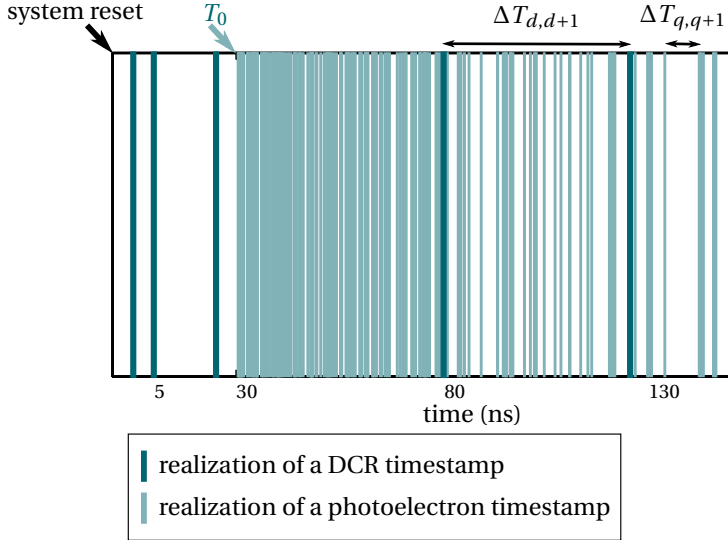 system reset
T0
ΔTd,d+1
ΔTq,q+1
5
30
80
130
time (ns)
realization of a DCR timestamp
realization of a photoelectron timestamp